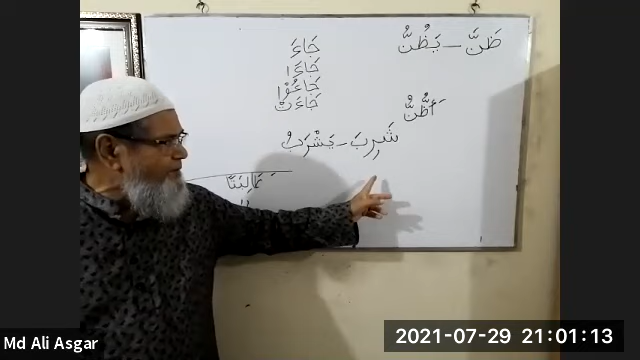 ظَنَّ – يَظُنُّ
جَاءَ
جَاءَا
جَاءُوْا
جَاءَتْ
أَظُنُّ
شَرِبَ – يَشْرَبُ
Md Ali Asgar
2021-07-29 21:01:13